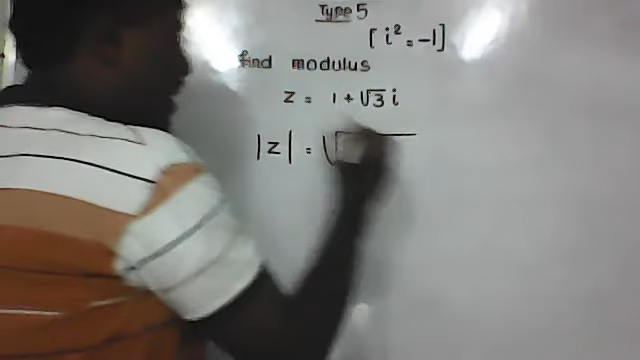 Type 5
[ i² = -1]
find modulus
z = 1 + √3 i
|z| = √